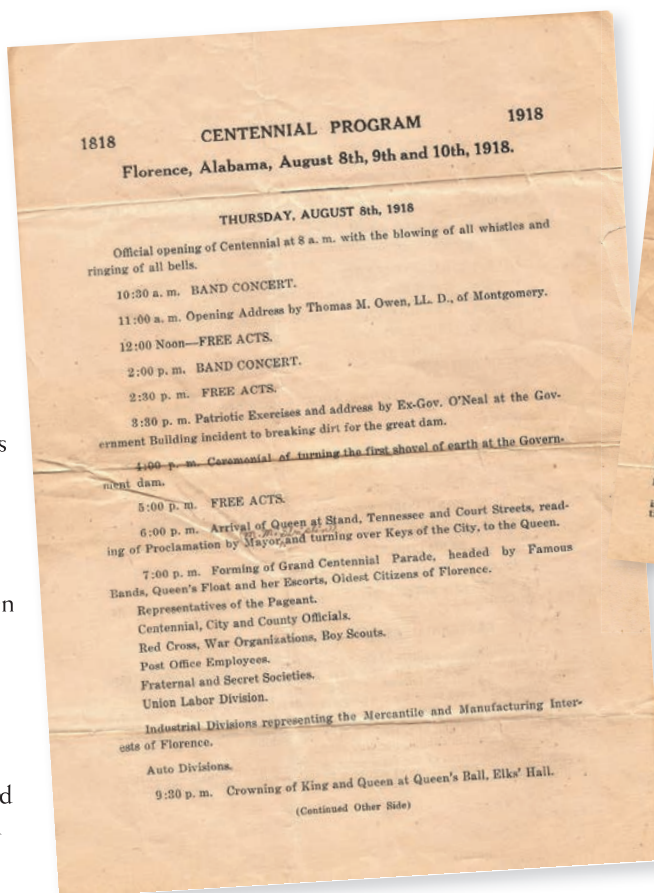 1818 CENTENNIAL PROGRAM 1918
Florence, Alabama, August 8th, 9th and 10th, 1918.
THURSDAY, AUGUST 8th, 1918
Official opening of Centennial at 8 a. m. with the blowing of all whistles and
ringing of all bells.
10:30 a. m. BAND CONCERT.
11:00 a. m. Opening Address by Thomas M. Owen, LL. D., of Montgomery.
12:00 Noon—FREE ACTS.
2:00 p. m. BAND CONCERT.
2:30 p. m. FREE ACTS.
3:30 p. m. Patriotic Exercises and address by Ex-Gov. O'Neal at the Gov-
ernment Building incident to breaking dirt for the great dam.
4:00 p. m. Ceremonial of turning the first shovel of earth at the Govern-
ment dam.
5:00 p. m. FREE ACTS.
6:00 p. m. Arrival of Queen at Stand, Tennessee and Court Streets, read-
ing of Proclamation by Mayor and turning over Keys of the City, to the Queen.
7:00 p. m. Forming of Grand Centennial Parade, headed by Famous
Bands, Queen's Float and her Escorts, Oldest Citizens of Florence.
Representatives of the Pageant.
Centennial, City and County Officials.
Red Cross, War Organizations, Boy Scouts.
Post Office Employees.
Fraternal and Secret Societies.
Union Labor Division.
Industrial Divisions representing the Mercantile and Manufacturing Inter-
ests of Florence.
Auto Divisions.
9:30 p. m. Crowning of King and Queen at Queen's Ball, Elks' Hall.
(Continued Other Side)